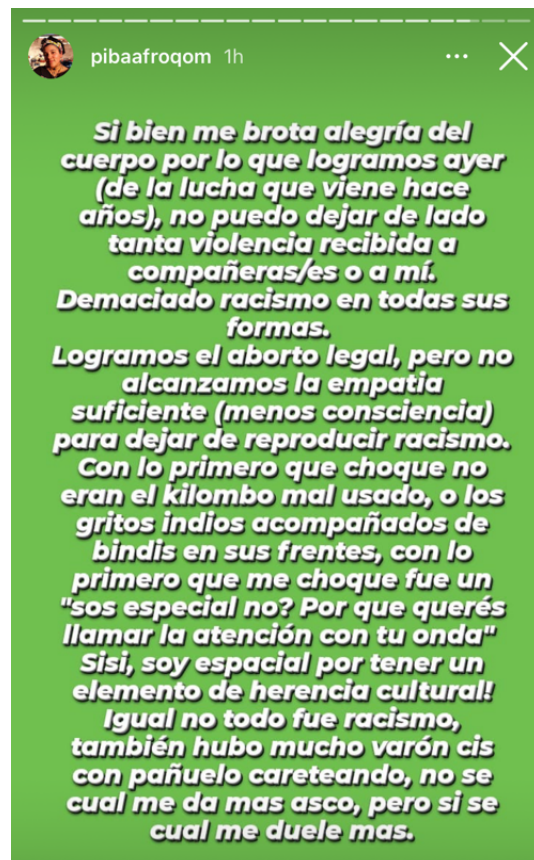 pibaafroqom 1h
Si bien me brota alegría del
cuerpo por lo que logramos ayer
(de la lucha que viene hace
años), no puedo dejar de lado
tanta violencia recibida a
compañeras/es o a mí.
Demaciado racismo en todas sus
formas.
Logramos el aborto legal, pero no
alcanzamos la empatia
suficiente (menos consciencia)
para dejar de reproducir racismo.
Con lo primero que choque no
eran el kilombo mal usado, o los
gritos indios acompañados de
bindis en sus frentes, con lo
primero que me choque fue un
"sos especial no? Por que querés
llamar la atención con tu onda"
Sisi, soy espacial por tener un
elemento de herencia cultural!
Igual no todo fue racismo,
también hubo mucho varón cis
con pañuelo careteando, no se
cual me da mas asco, pero si se
cual me duele mas.